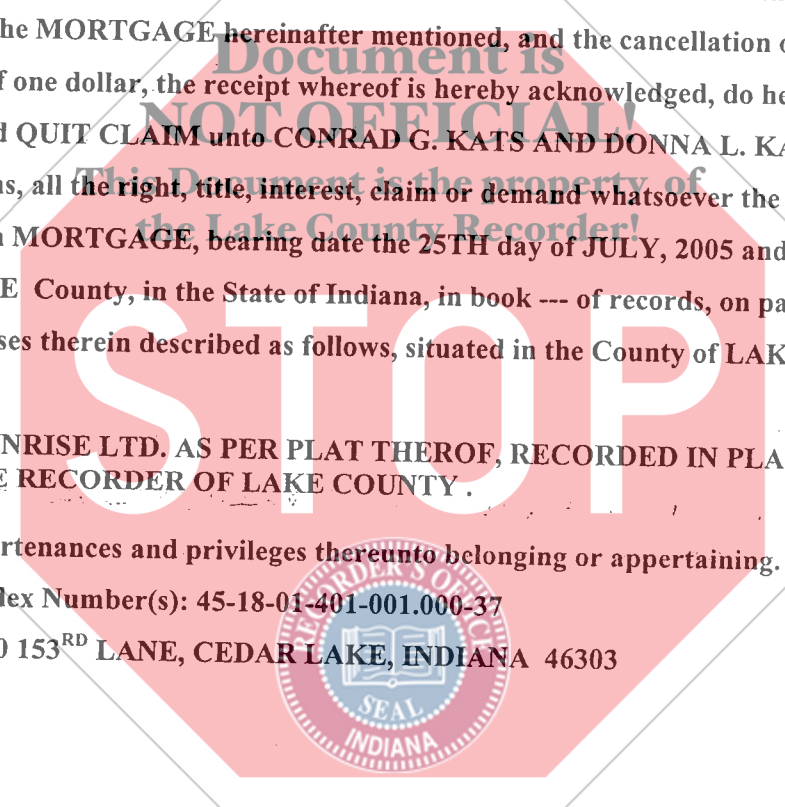 he MORTGAGE hereinafter mentioned, and the cancellation
Document is
f one dollar, the receipt whereof is hereby acknowledged, do he
NOT OFFICIAL!
d QUIT CLAIM unto CONRAD G. KATS AND DONNA L. KA
This Document is the property of
ns, all the right, title, interest, claim or demand whatsoever the
the Lake County Recorder!
n MORTGAGE, bearing date the 25TH day of JULY, 2005 and
E County, in the State of Indiana, in book --- of records, on pa
ses therein described as follows, situated in the County of LAK
STOP
NRISE LTD. AS PER PLAT THEROF, RECORDED IN PLA
E RECORDER OF LAKE COUNTY .
rtenances and privileges thereunto belonging or appertaining.
RECORDER'S OFFICE
dex Number(s): 45-18-01-401-001.000-37
0 153RD LANE, CEDAR LAKE, INDIANA 46303
SEAL
INDIANA